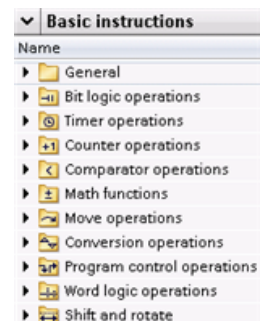 Basic instructions
Name
General
Bit logic operations
Timer operations
Counter operations
Comparator operations
Math functions
Move operations
Conversion operations
Program control operations
Word logic operations
Shift and rotate